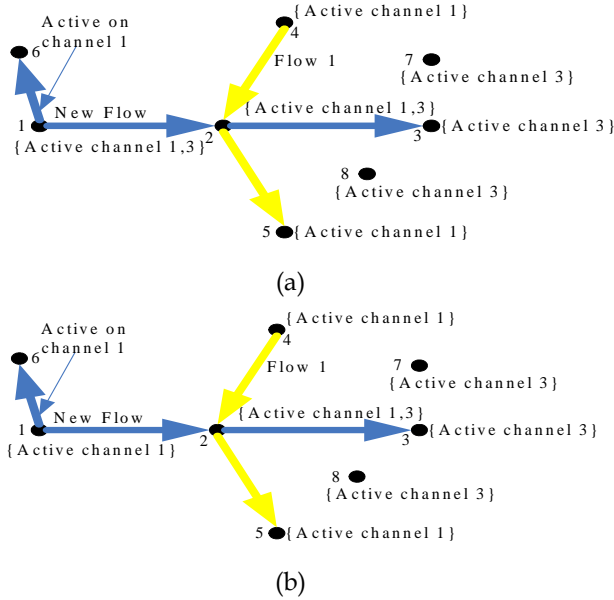 {Active channel 1}
Active on
channel 1
6
4
7
Flow 1
{Active channel 3}
New Flow
{Active channel 1,3}
1
2
3
{Active channel 3}
{Active channel 1,3}
8
{Active channel 3}
5
{Active channel 1}
(a)
{Active channel 1}
Active on
channel 1
6
4
7
Flow 1
{Active channel 3}
New Flow
{Active channel 1,3}
1
2
3
{Active channel 3}
{Active channel 1}
8
{Active channel 3}
5
{Active channel 1}
(b)